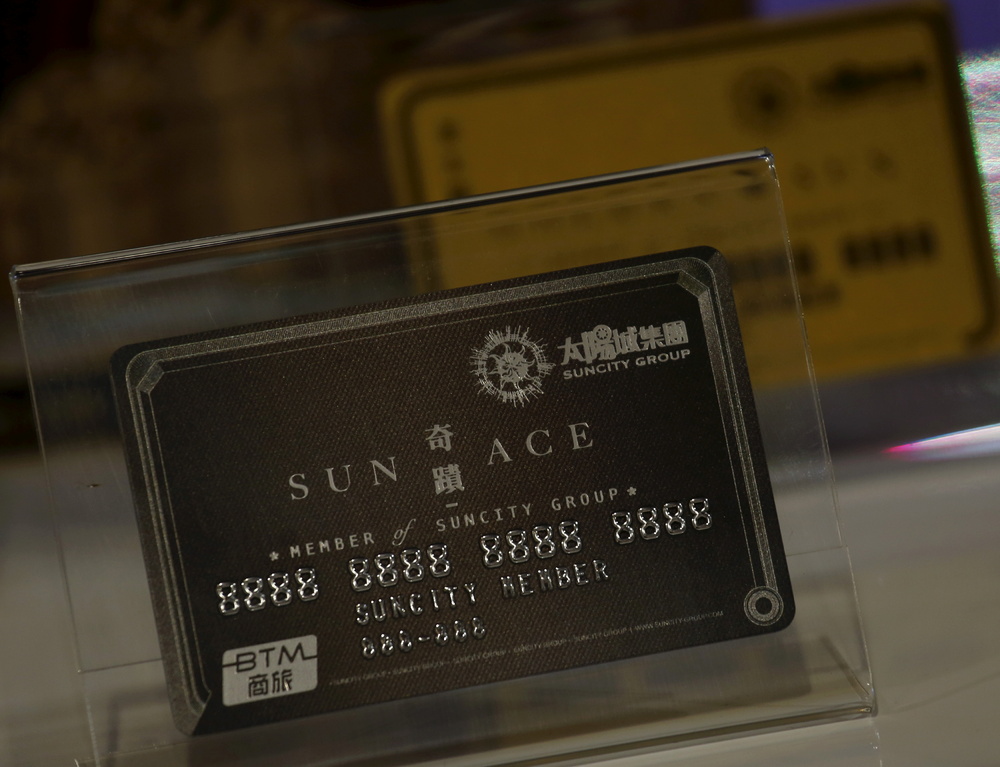 太陽城集團
SUNCITY GROUP
SUN 奇蹟 ACE
*MEMBER of SUNCITY GROUP*
8888 8888 8888 8888
SUNCITY MEMBER
888-888
BTM
商旅